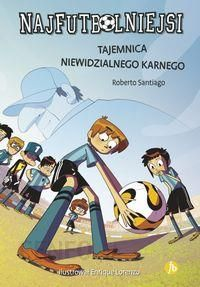 NAJFUTBOLNIEJSI
TAJEMNICA
NIEWIDZIALNEGO KARNEGO
Roberto Santiago
ilustrował Enrique Lorenzo